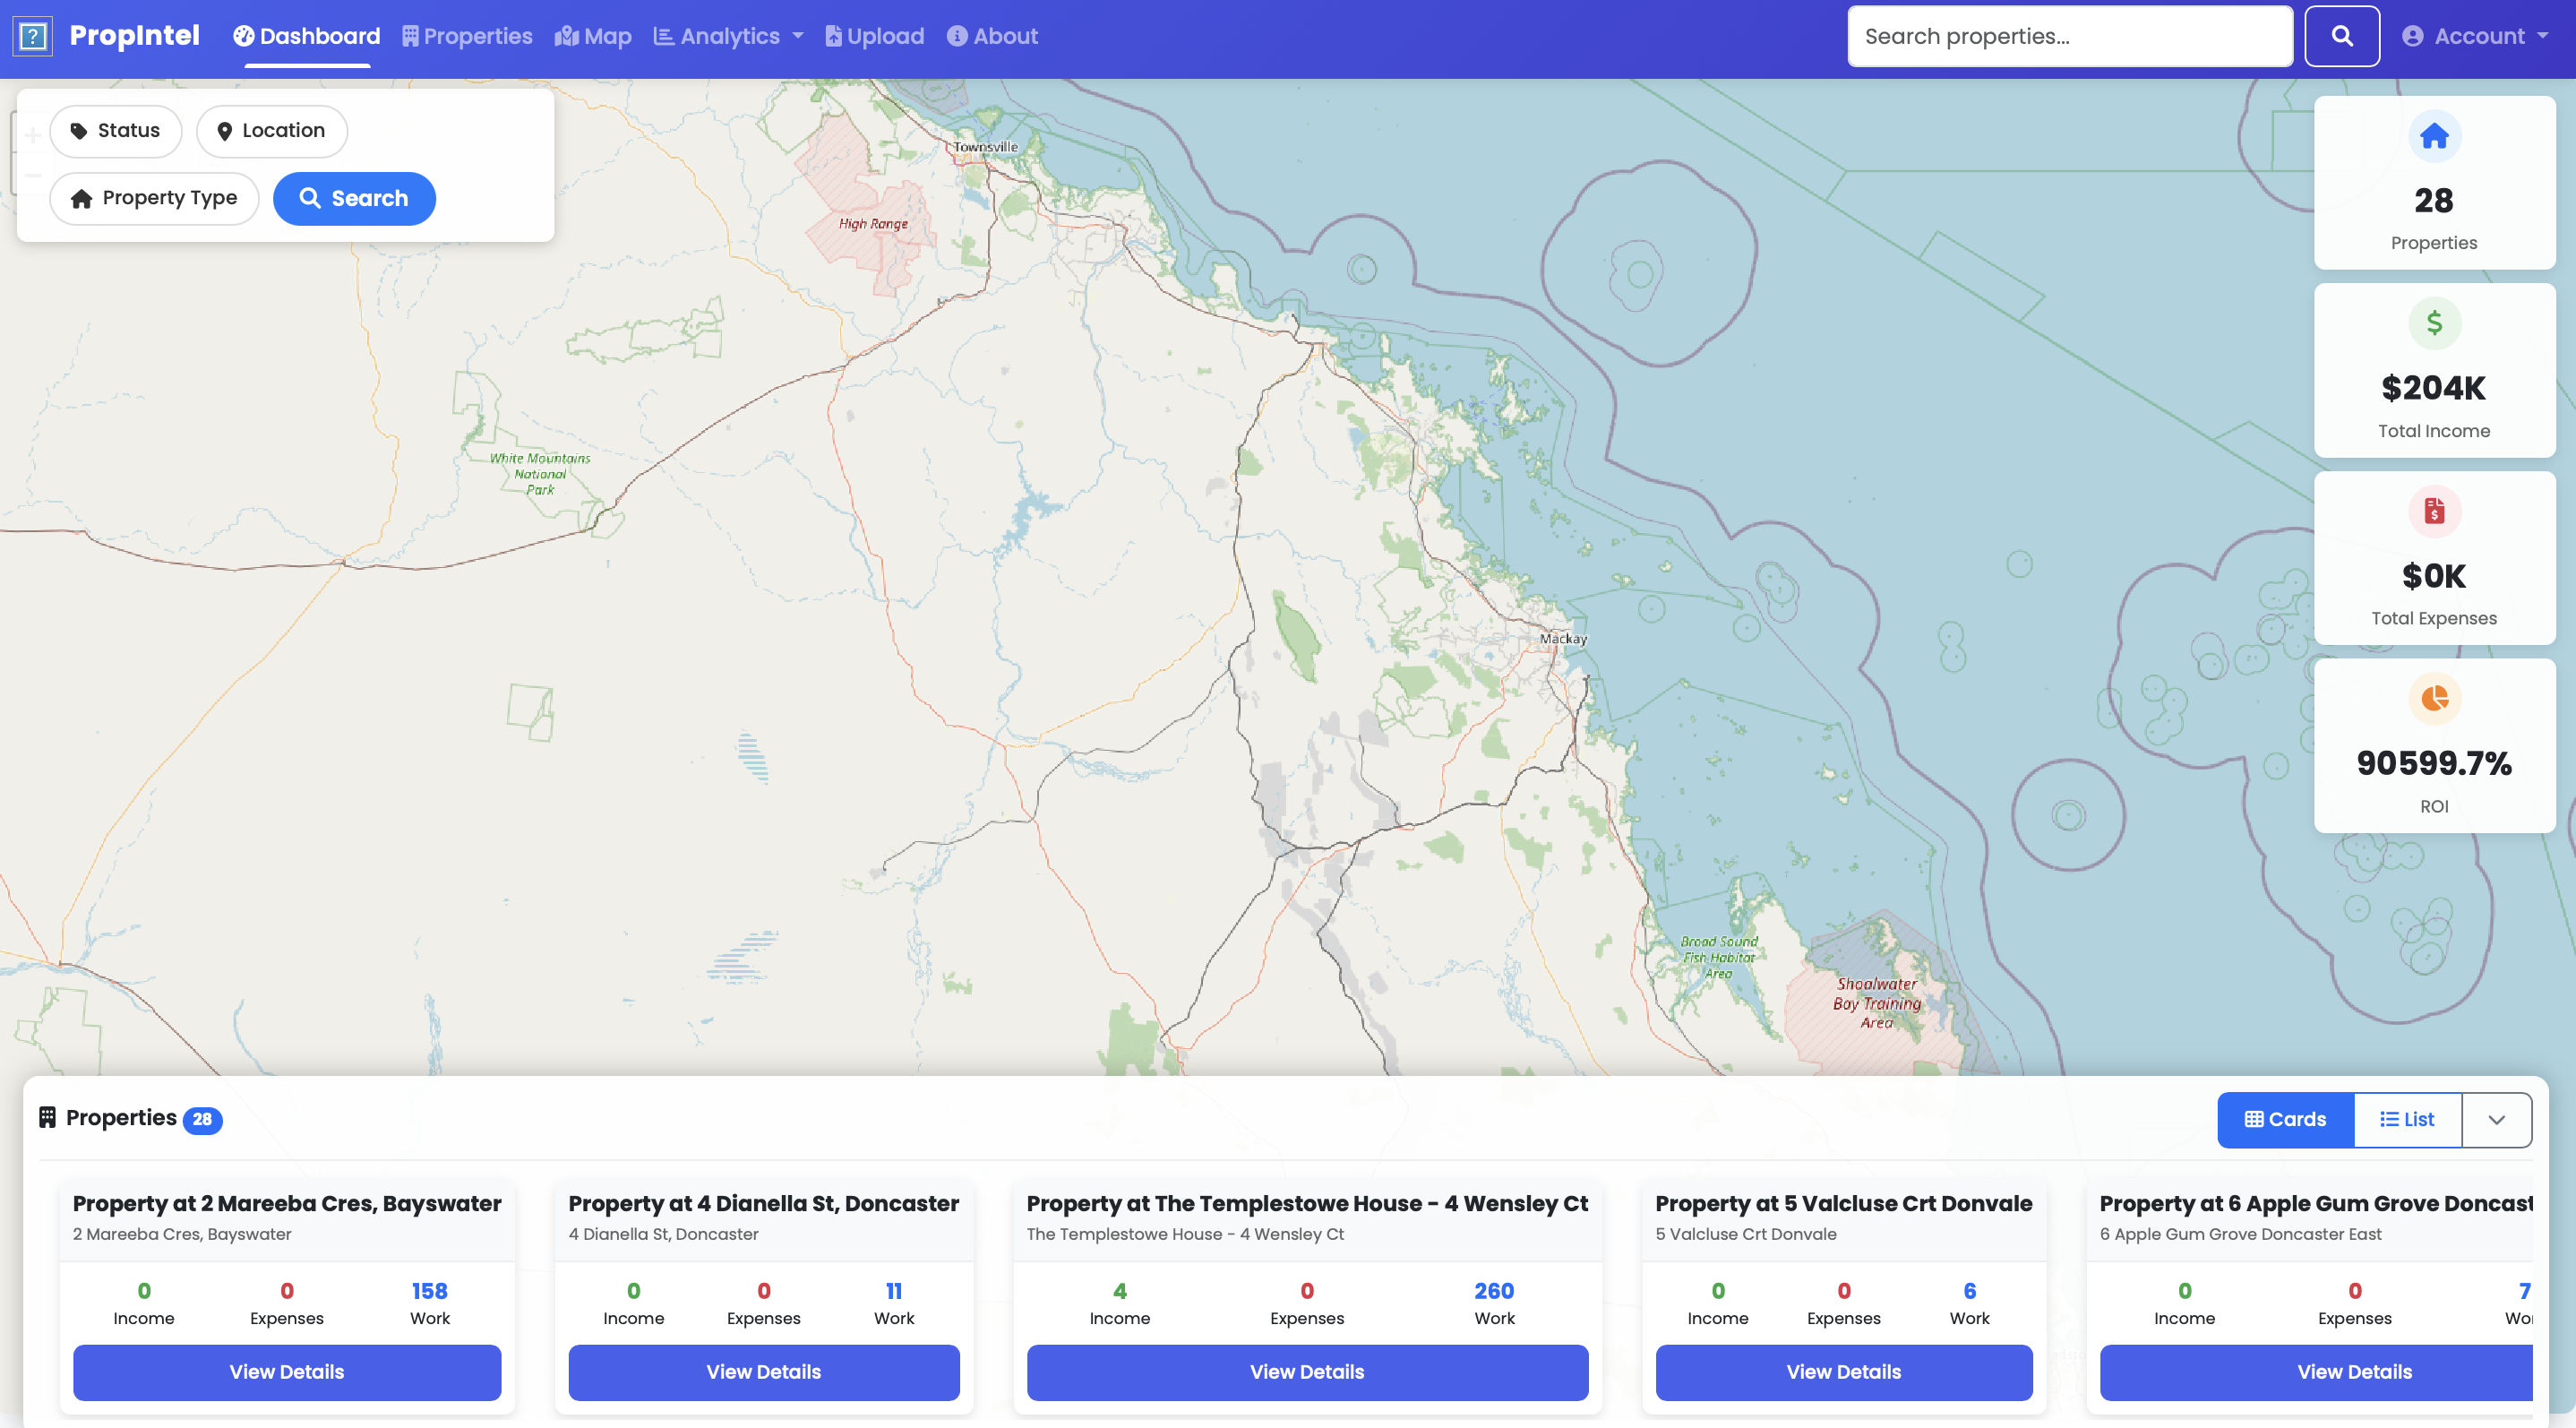 PropIntel
Dashboard
Properties
Map
Analytics
Upload
About
Search properties...
Account
Status
Location
Property Type
Search
Townsville
High Range
White Mountains
National
Park
Mackay
Broad Sound
Fish Habitat
Area
Shoalwater
Bay Training
Area
28
Properties
$204K
Total Income
$0K
Total Expenses
90599.7%
ROI
Properties 28
Cards
List
Property at 2 Mareeba Cres, Bayswater
2 Mareeba Cres, Bayswater
0
Income
0
Expenses
158
Work
View Details
Property at 4 Dianella St, Doncaster
4 Dianella St, Doncaster
0
Income
0
Expenses
11
Work
View Details
Property at The Templestowe House - 4 Wensley Ct
The Templestowe House - 4 Wensley Ct
4
Income
0
Expenses
260
Work
View Details
Property at 5 Valcluse Crt Donvale
5 Valcluse Crt Donvale
0
Income
0
Expenses
6
Work
View Details
Property at 6 Apple Gum Grove Doncast
6 Apple Gum Grove Doncaster East
0
Income
0
Expenses
7
Wor
View Details